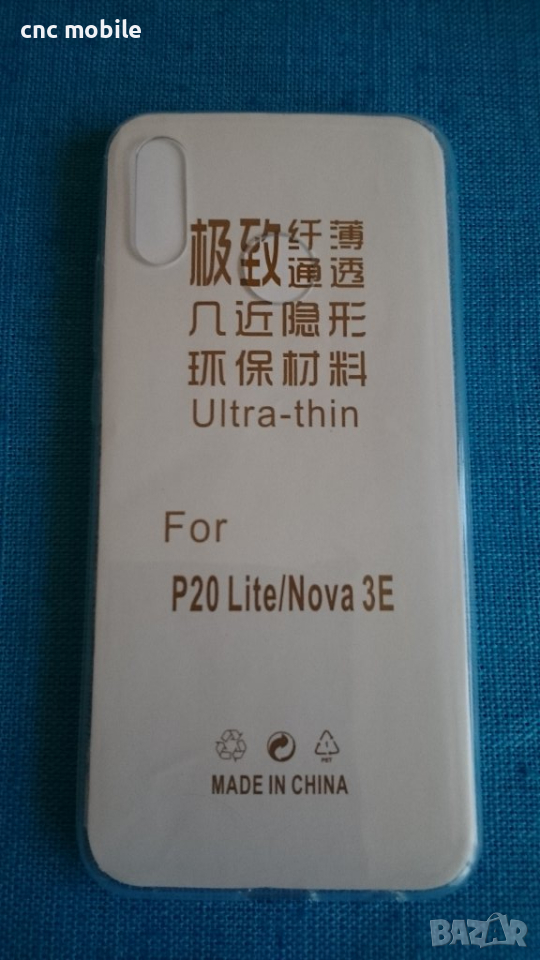 cnc mobile
极致纤薄
通透
几近隐形
环保材料
Ultra-thin
For
P20 Lite/Nova 3E
MADE IN CHINA
BAZAR